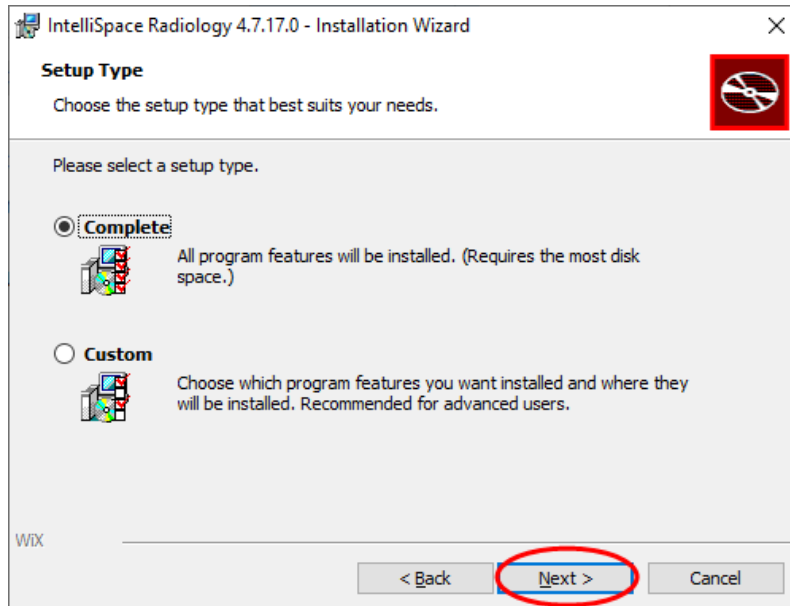 IntelliSpace Radiology 4.7.17.0 - Installation Wizard
Setup Type
Choose the setup type that best suits your needs.
Please select a setup type.
Complete
All program features will be installed. (Requires the most disk
space.)
Custom
Choose which program features you want installed and where they
will be installed. Recommended for advanced users.
WiX
< Back Next > Cancel